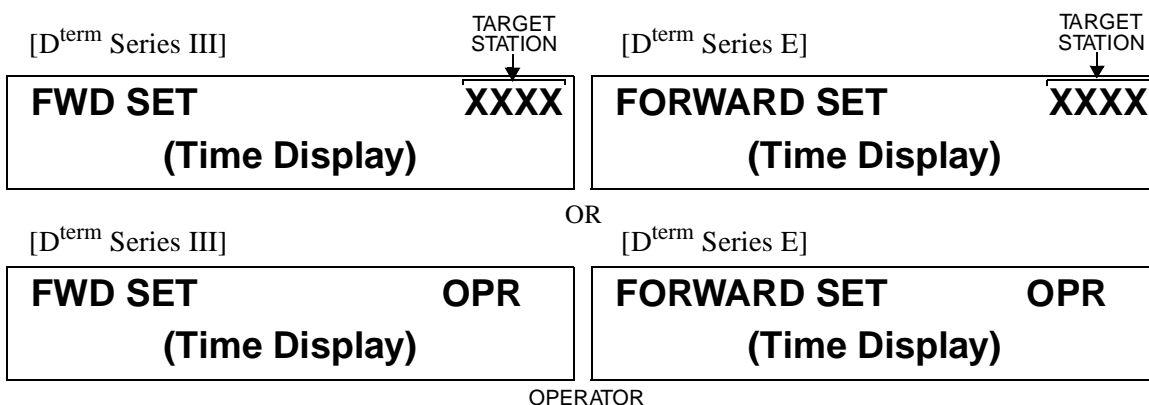 [Dterm Series III] TARGET STATION [Dterm Series E] TARGET STATION
FWD SET XXXX FORWARD SET XXXX
(Time Display) (Time Display)
OR
[Dterm Series III] [Dterm Series E]
FWD SET OPR FORWARD SET OPR
(Time Display) (Time Display)
OPERATOR